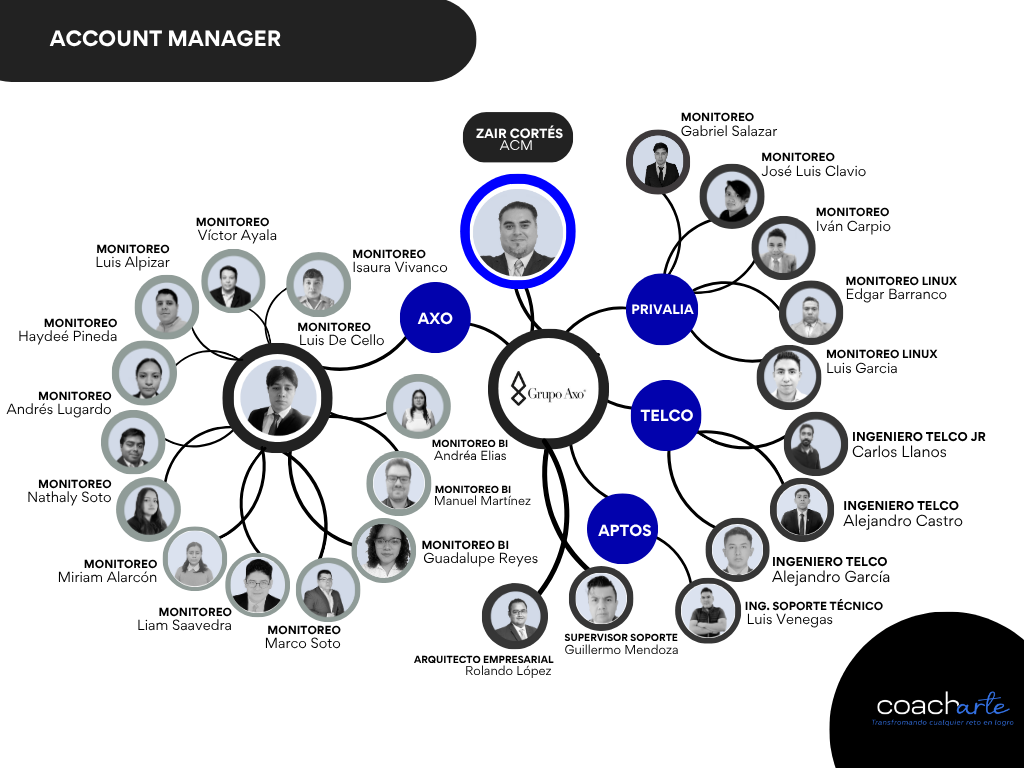 ACCOUNT MANAGER
ZAIR CORTÉS
ACM
MONITOREO
Gabriel Salazar
MONITOREO
José Luis Clavio
MONITOREO
Iván Carpio
MONITOREO LINUX
Edgar Barranco
MONITOREO LINUX
Luis Garcia
MONITOREO
Víctor Ayala
MONITOREO
Luis Alpizar
MONITOREO
Isaura Vivanco
MONITOREO
Haydeé Pineda
MONITOREO
Luis De Cello
AXO
PRIVALIA
Grupo Axo®
TELCO
APTOS
MONITOREO
Andrés Lugardo
MONITOREO
Nathaly Soto
MONITOREO
Miriam Alarcón
MONITOREO
Liam Saavedra
MONITOREO
Marco Soto
MONITOREO BI
Andréa Elias
MONITOREO BI
Manuel Martínez
MONITOREO BI
Guadalupe Reyes
INGENIERO TELCO JR
Carlos Llanos
INGENIERO TELCO
Alejandro Castro
INGENIERO TELCO
Alejandro García
ING. SOPORTE TÉCNICO
Luis Venegas
SUPERVISOR SOPORTE
Guillermo Mendoza
ARQUITECTO EMPRESARIAL
Rolando López
coacharte
Transfromando cualquier reto en logro